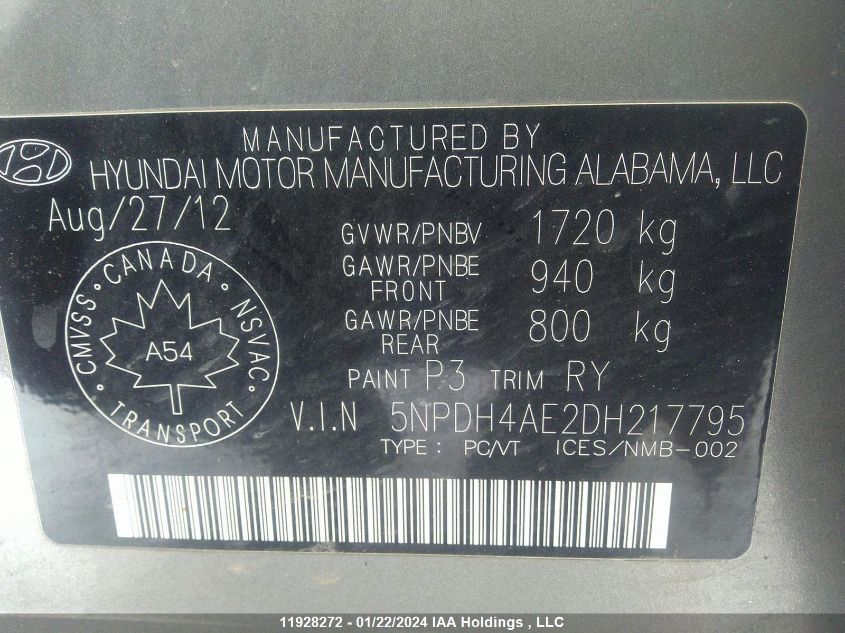 MANUFACTURED BY
HYUNDAI MOTOR MANUFACTURING ALABAMA, LLC
Aug/27/12
GVWR/PNBV 1720 kg
GAWR/PNBE FRONT 940 kg
GAWR/PNBE REAR 800 kg
CANADA
CMVSS
NSVAC
A54
TRANSPORT
PAINT P3 TRIM RY
V.I.N 5NPDH4AE2DH217795
TYPE : PC/VT ICES/NMB-002
11928272 - 01/22/2024 IAA Holdings , LLC